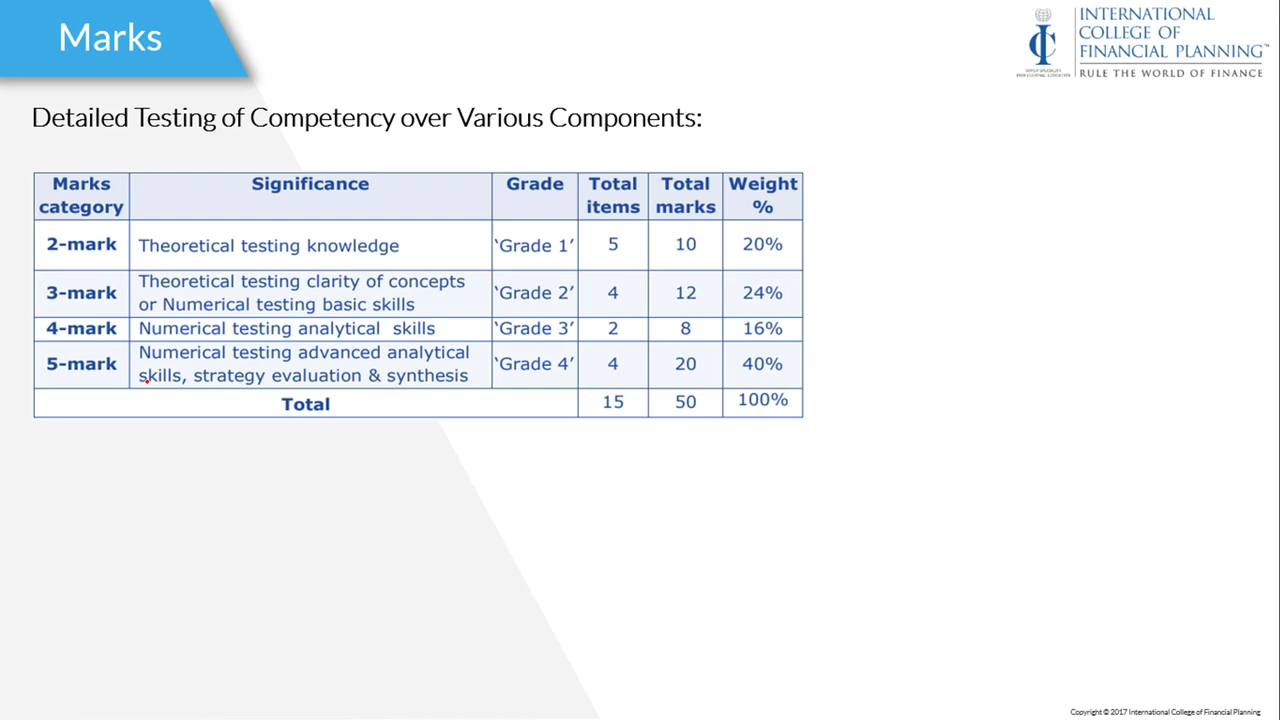 Marks
INTERNATIONAL
COLLEGE OF
FINANCIAL PLANNING™
RULE THE WORLD OF FINANCE
Detailed Testing of Competency over Various Components:
Marks category Significance Grade Total items Total marks Weight %
2-mark Theoretical testing knowledge ‘Grade 1’ 5 10 20%
3-mark Theoretical testing clarity of concepts or Numerical testing basic skills ‘Grade 2’ 4 12 24%
4-mark Numerical testing analytical skills ‘Grade 3’ 2 8 16%
5-mark Numerical testing advanced analytical skills, strategy evaluation & synthesis ‘Grade 4’ 4 20 40%
Total 15 50 100%
Copyright © 2017 International College of Financial Planning